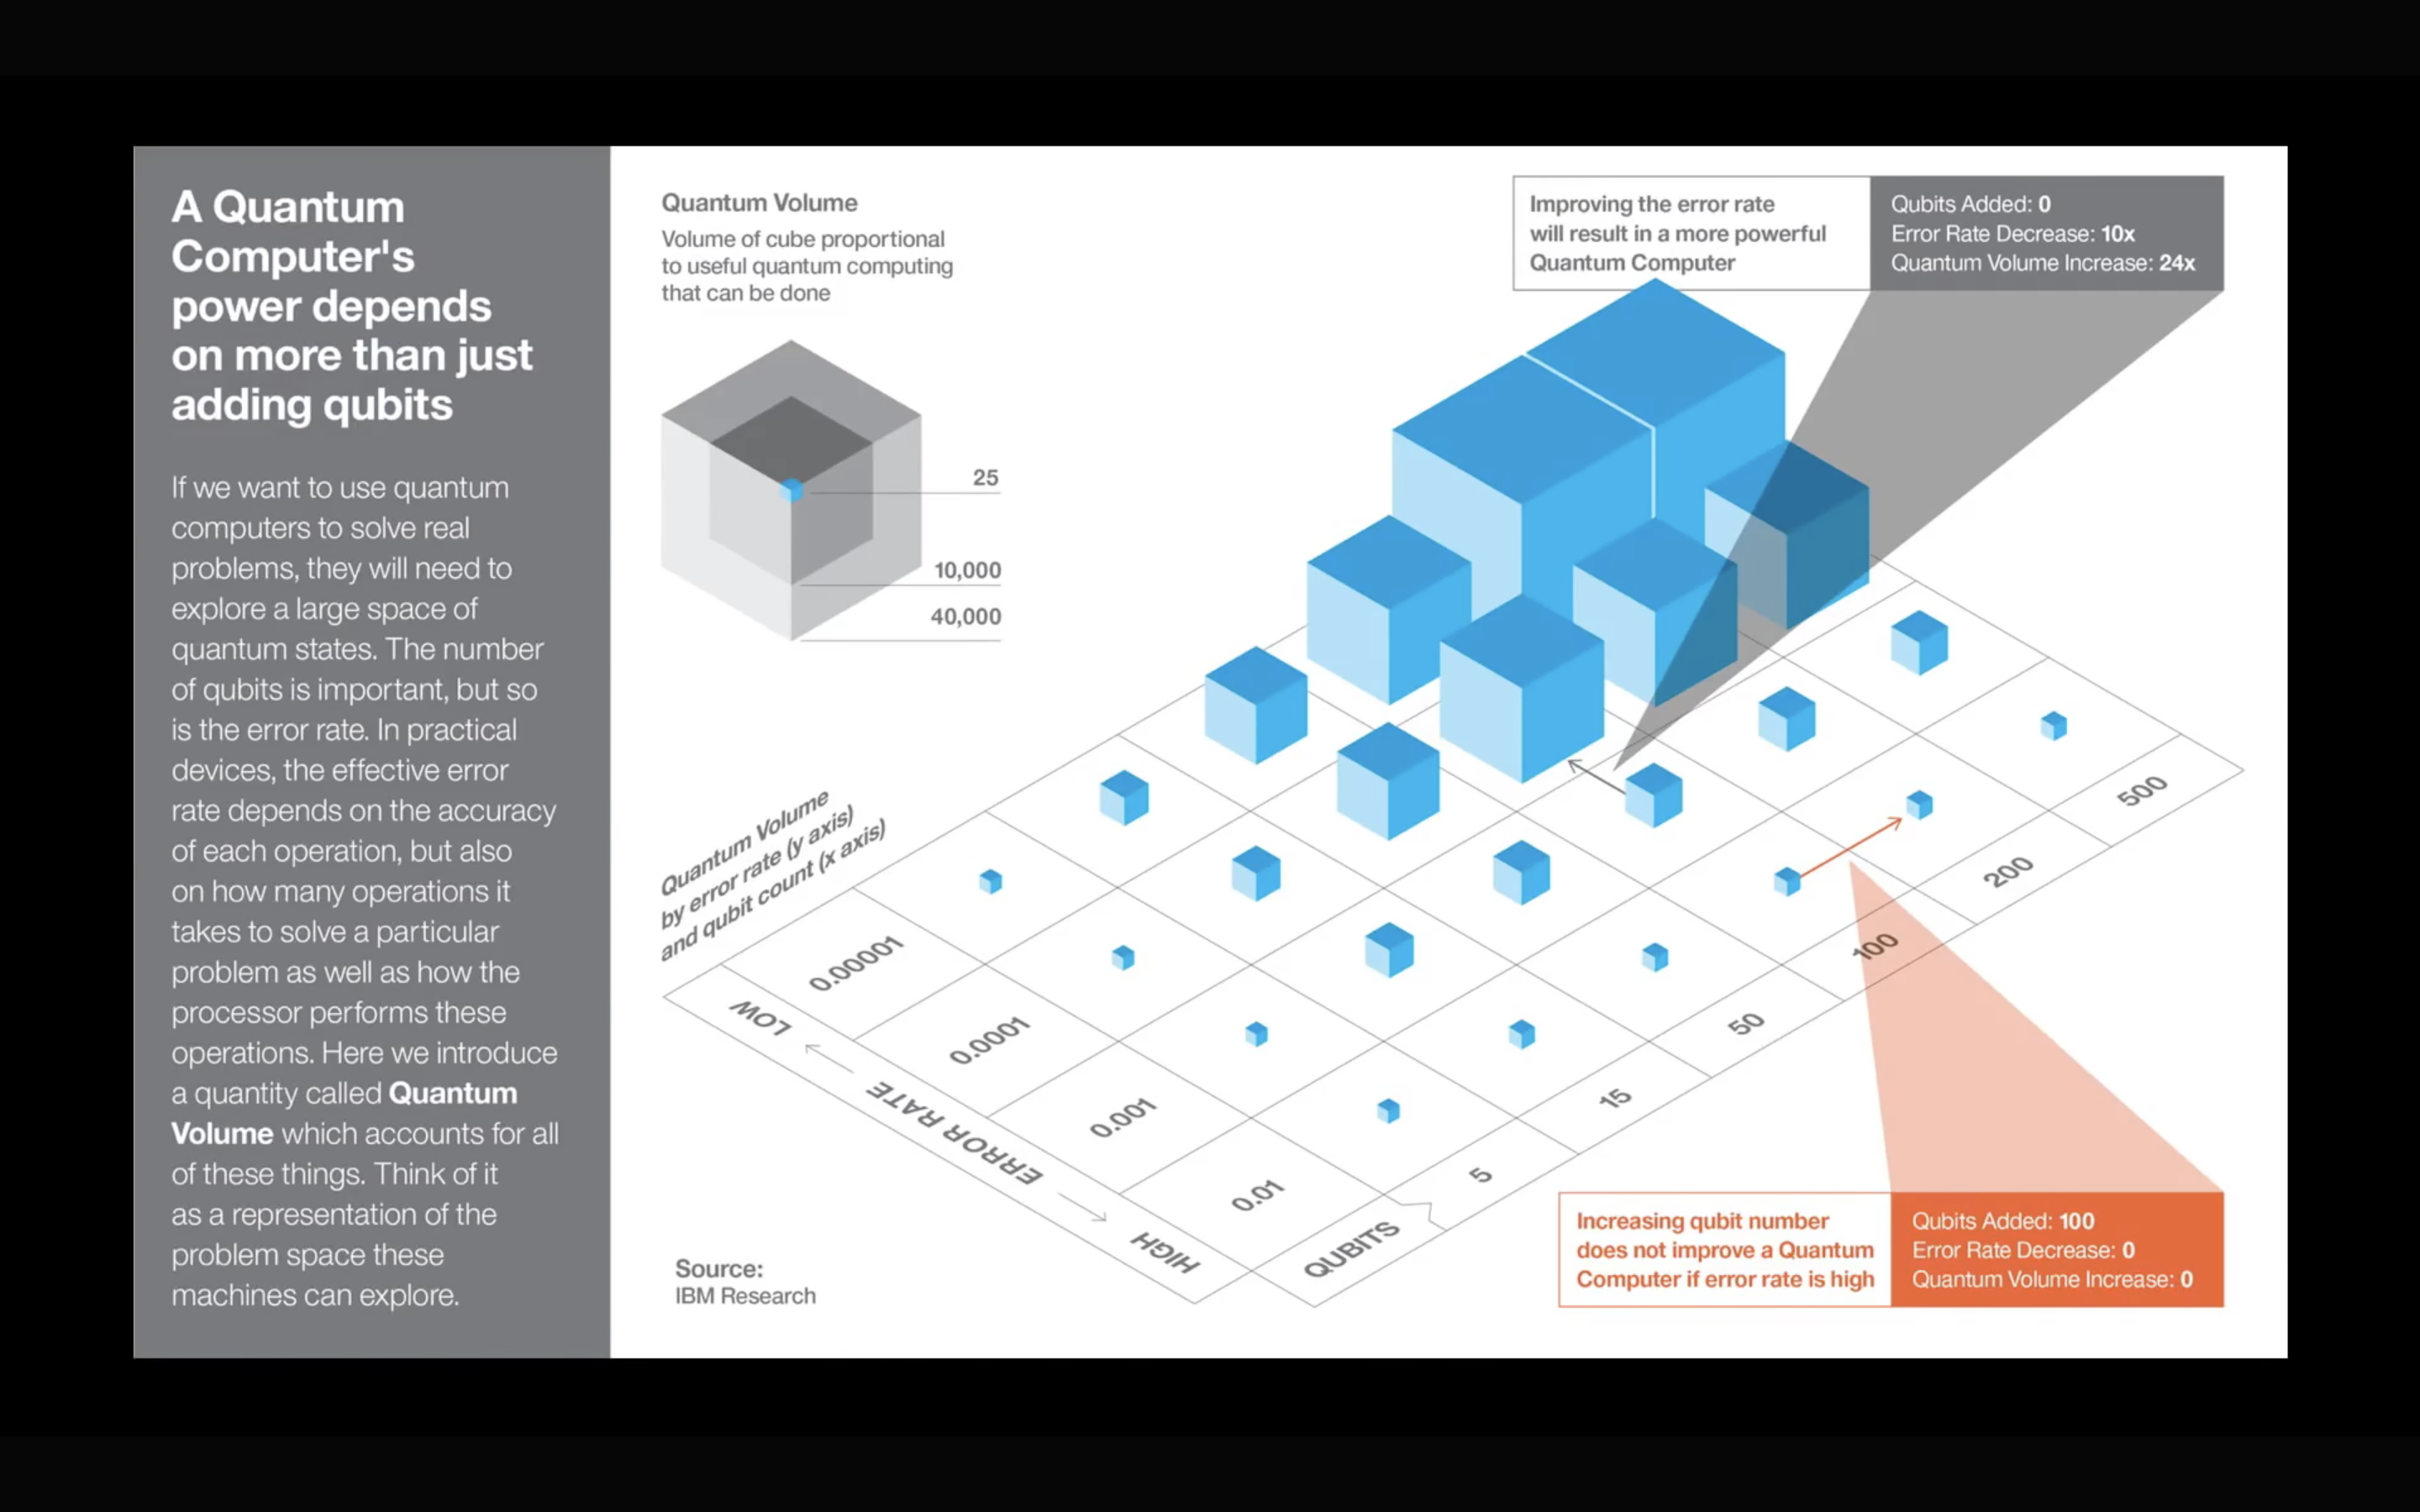 A Quantum
Computer's
power depends
on more than just
adding qubits
If we want to use quantum
computers to solve real
problems, they will need to
explore a large space of
quantum states. The number
of qubits is important, but so
is the error rate. In practical
devices, the effective error
rate depends on the accuracy
of each operation, but also
on how many operations it
takes to solve a particular
problem as well as how the
processor performs these
operations. Here we introduce
a quantity called Quantum
Volume which accounts for all
of these things. Think of it
as a representation of the
problem space these
machines can explore.
Quantum Volume
Volume of cube proportional
to useful quantum computing
that can be done
25
10,000
40,000
Improving the error rate
will result in a more powerful
Quantum Computer
Qubits Added: 0
Error Rate Decrease: 10x
Quantum Volume Increase: 24x
Quantum Volume
by error rate (y axis)
and qubit count (x axis)
0.00001
0.0001
0.001
0.01
LOW
ERROR RATE
HIGH
QUBITS
5
15
50
100
200
500
Increasing qubit number
does not improve a Quantum
Computer if error rate is high
Qubits Added: 100
Error Rate Decrease: 0
Quantum Volume Increase: 0
Source:
IBM Research